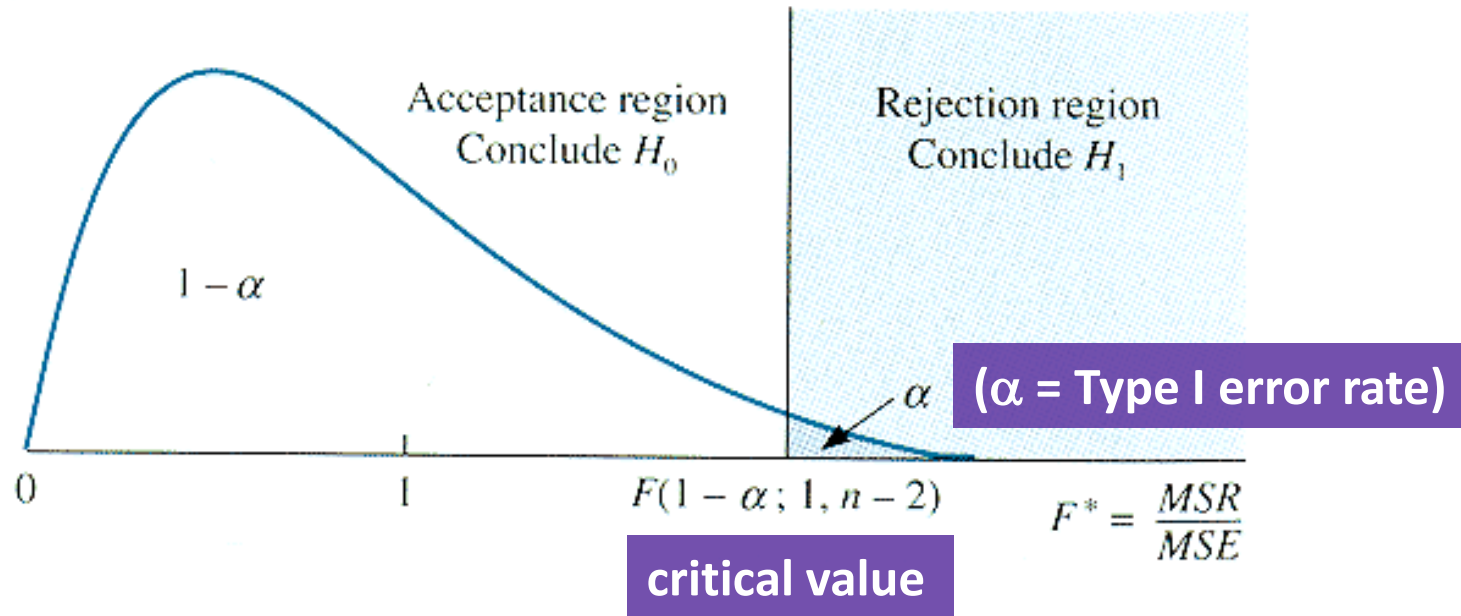 Acceptance region
Conclude H₀
Rejection region
Conclude H₁
1 – α
α
(α = Type I error rate)
0
1
F(1 – α ; 1, n – 2)
F* = MSR
MSE
critical value